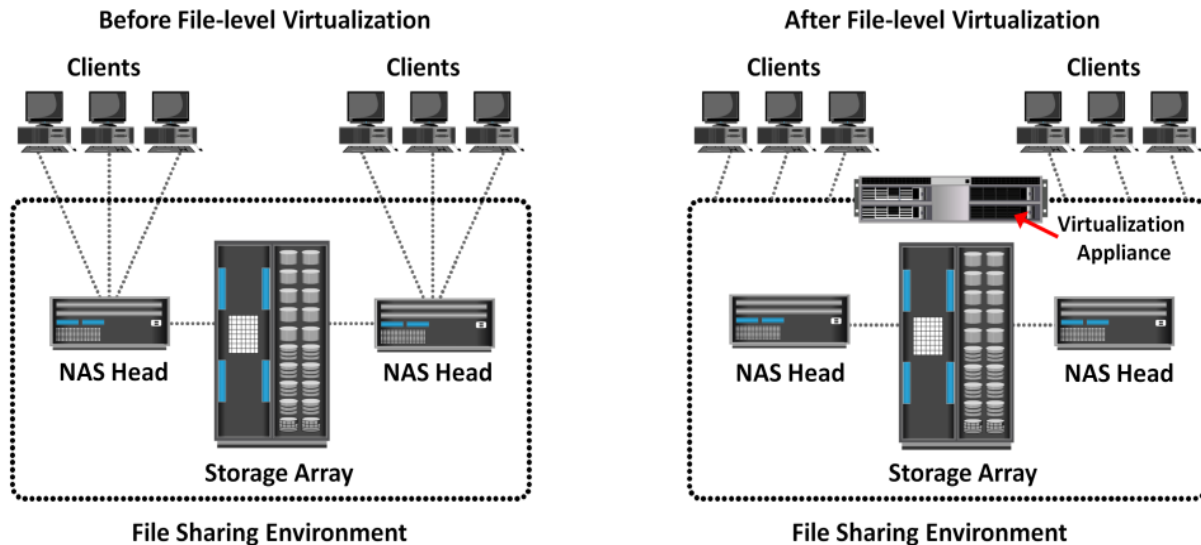 Before File-level Virtualization
Clients
Clients
NAS Head
NAS Head
Storage Array
File Sharing Environment
After File-level Virtualization
Clients
Clients
Virtualization
Appliance
NAS Head
NAS Head
Storage Array
File Sharing Environment